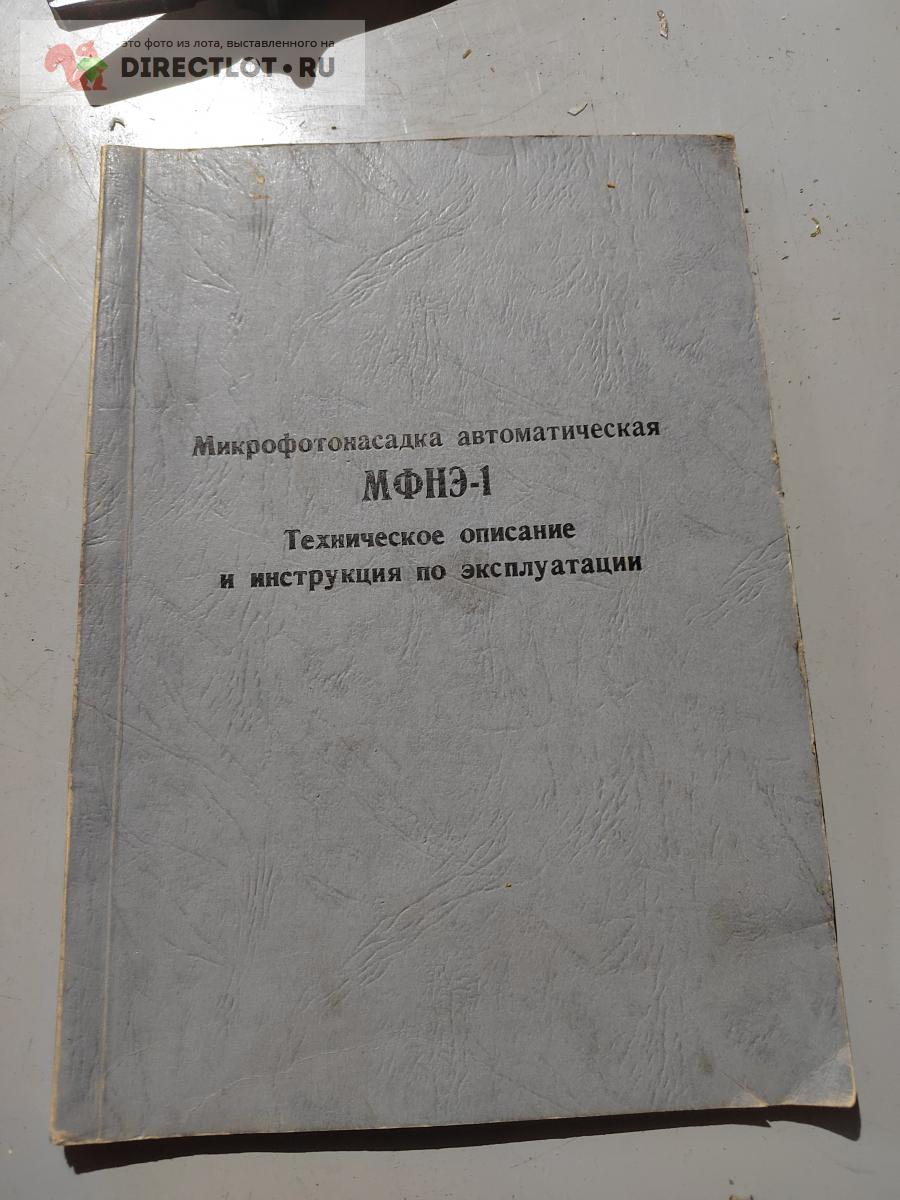 это фото из лота, выставленного на
DIRECTLOT.RU
Микрофотонасадка автоматическая
МФНЭ-1
Техническое описание
и инструкция по эксплуатации